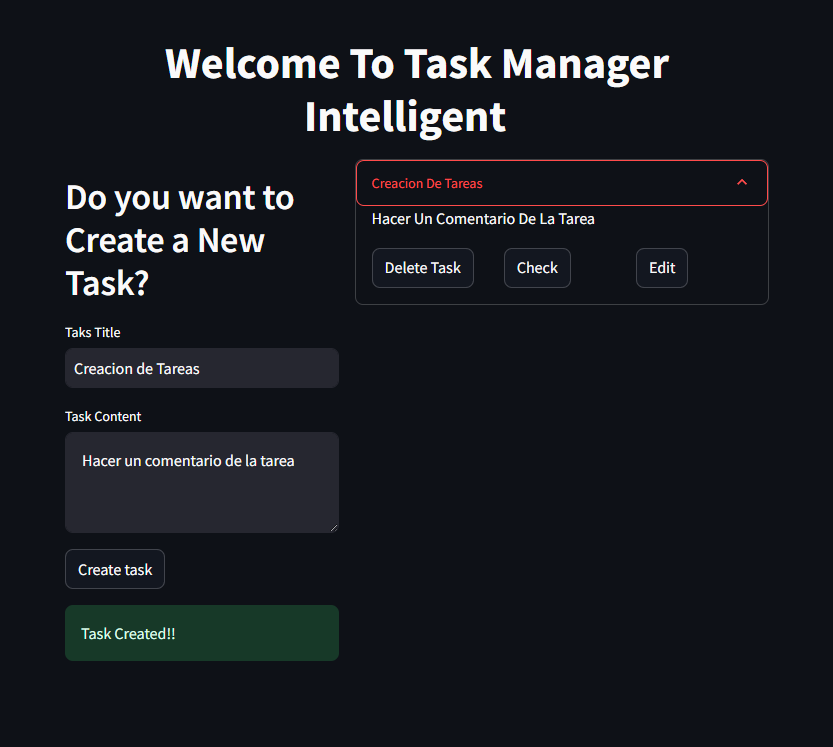 Welcome To Task Manager
Intelligent
Do you want to
Create a New
Task?
Taks Title
Creacion de Tareas
Task Content
Hacer un comentario de la tarea
Create task
Task Created!!
Creacion De Tareas
Hacer Un Comentario De La Tarea
Delete Task
Check
Edit